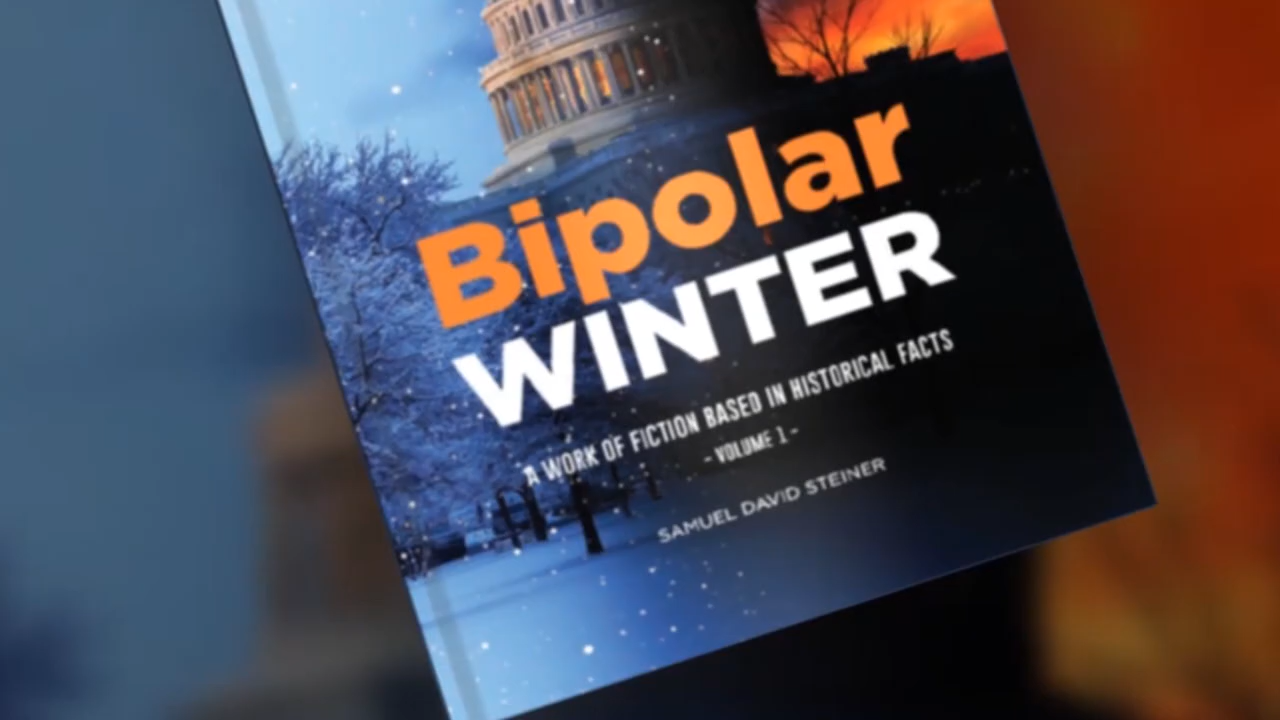 Bipolar
WINTER
A WORK OF FICTION BASED IN HISTORICAL FACTS
- VOLUME 1 -
SAMUEL DAVID STEINER